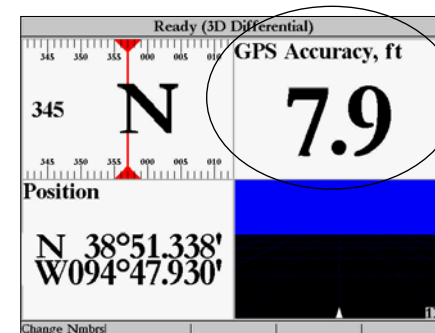 Ready (3D Differential)
345 350 355 000 005 010
345 N
345 350 355 000 005 010
GPS Accuracy, ft
7.9
Position
N 38°51.338'
W094°47.930'
Change Nmbrs